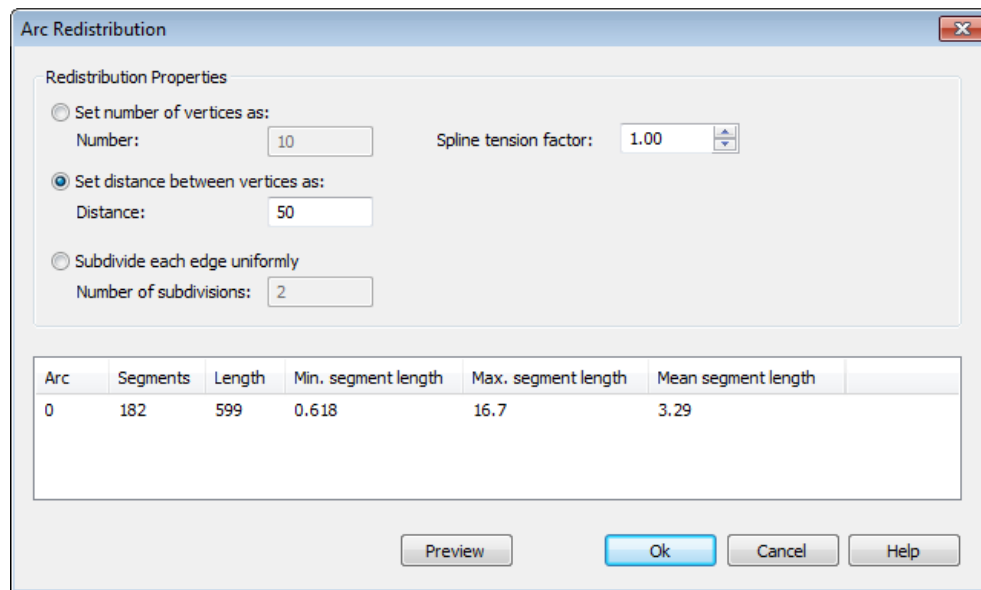 Arc Redistribution
Redistribution Properties
Set number of vertices as:
Number: 10 Spline tension factor: 1.00
Set distance between vertices as:
Distance: 50
Subdivide each edge uniformly
Number of subdivisions: 2
Arc Segments Length Min. segment length Max. segment length Mean segment length
0 182 599 0.618 16.7 3.29
Preview Ok Cancel Help